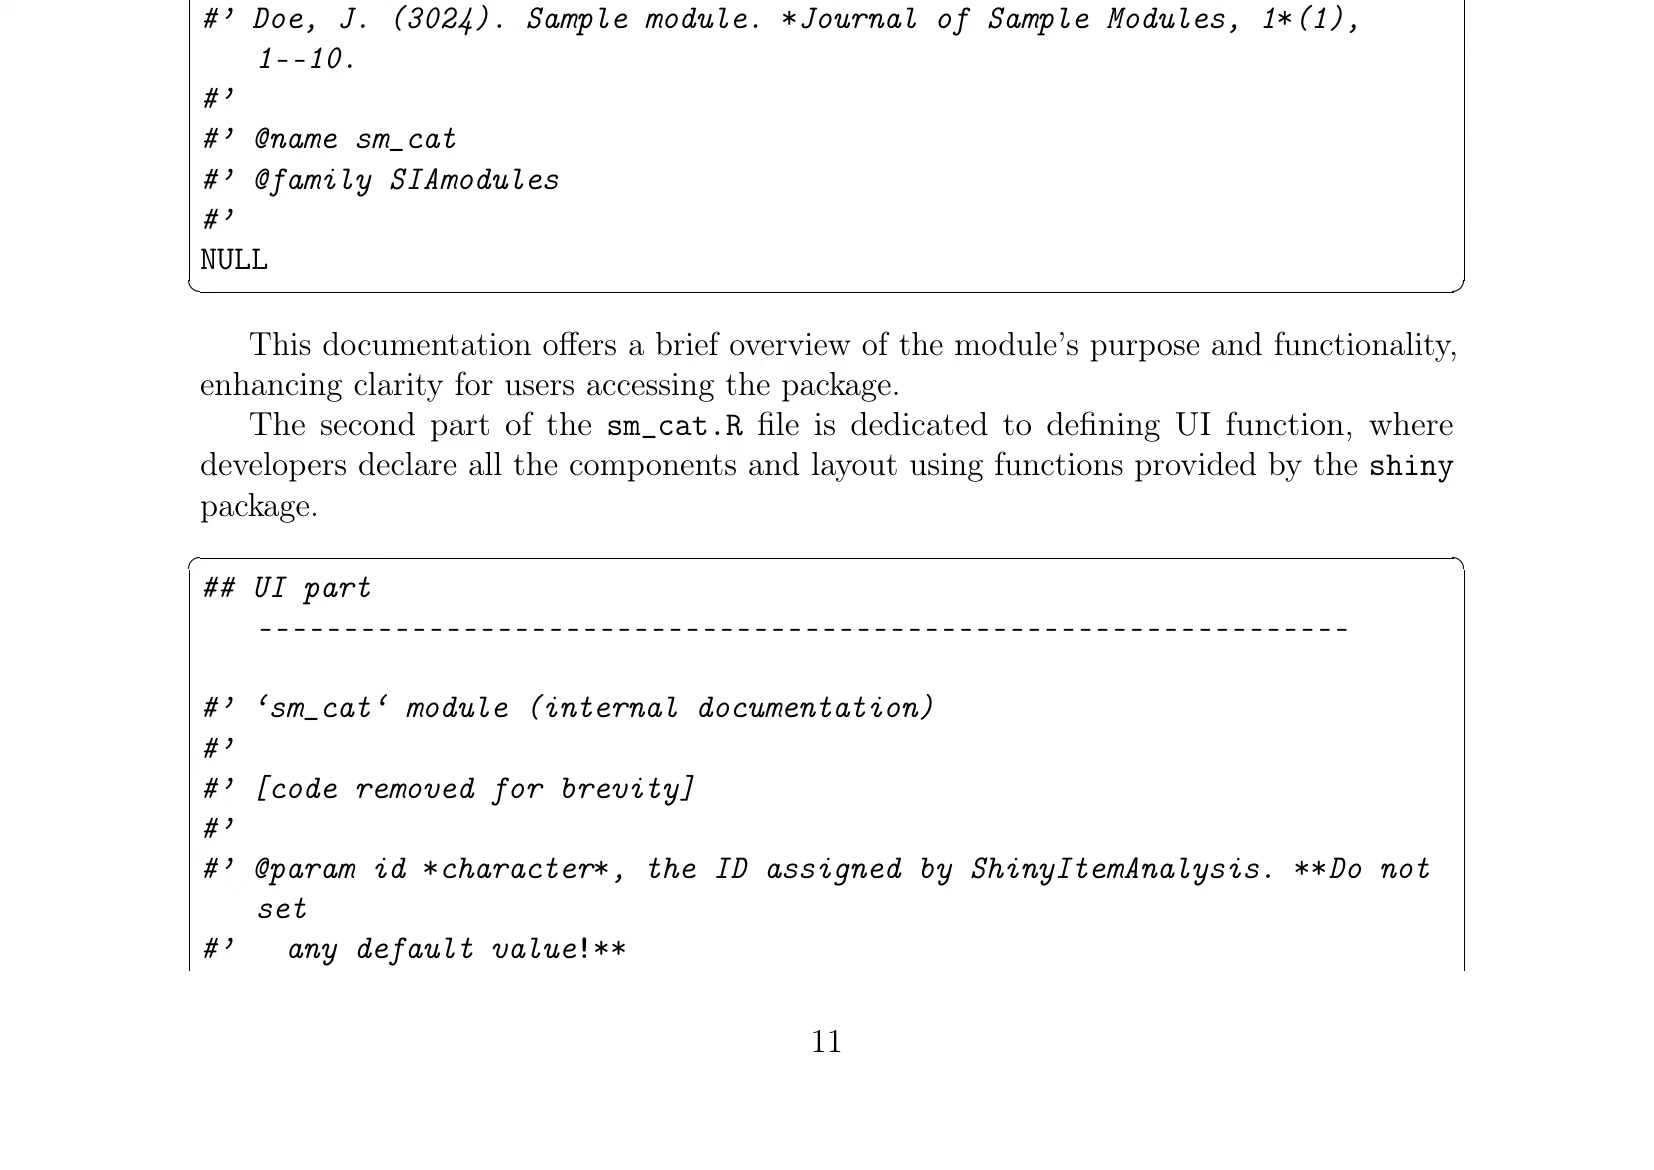 #' Doe, J. (3024). Sample module. *Journal of Sample Modules, 1*(1),
1--10.
#'
#' @name sm_cat
#' @family SIAmodules
#'
NULL
This documentation offers a brief overview of the module's purpose and functionality,
enhancing clarity for users accessing the package.
The second part of the sm_cat.R file is dedicated to defining UI function, where
developers declare all the components and layout using functions provided by the shiny
package.
## UI part
----------------------------------------------------------------
#' ‘sm_cat‘ module (internal documentation)
#'
#' [code removed for brevity]
#'
#' @param id *character*, the ID assigned by ShinyItemAnalysis. **Do not
set
#'   any default value!**
11